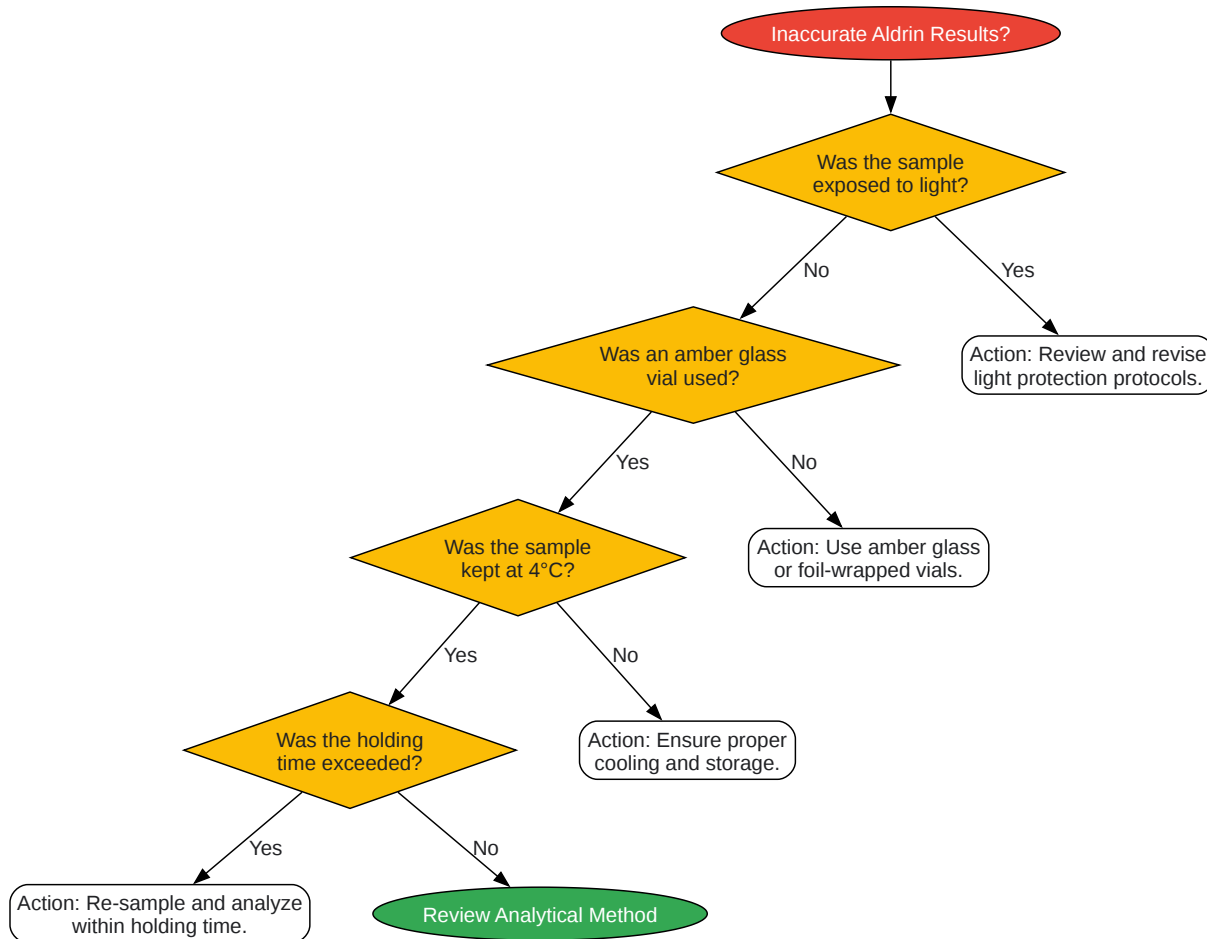 Inaccurate Aldrin Results?
Was the sample
exposed to light?
No
Yes
Was an amber glass
vial used?
Action: Review and revise
light protection protocols.
Yes
No
Was the sample
kept at 4°C?
Action: Use amber glass
or foil-wrapped vials.
Yes
No
Was the holding
time exceeded?
Action: Ensure proper
cooling and storage.
Yes
No
Action: Re-sample and analyze
within holding time.
Review Analytical Method